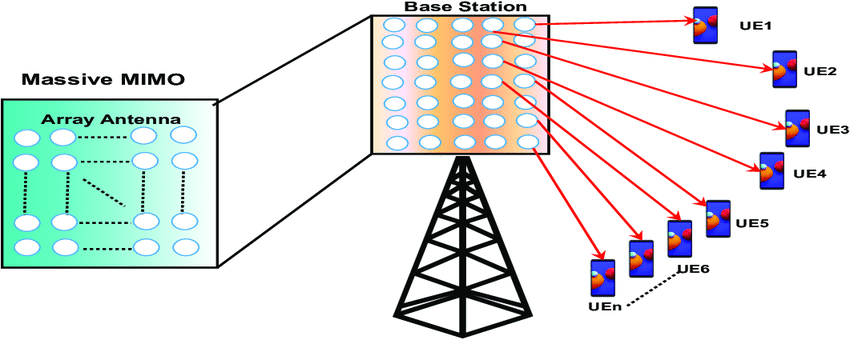 Base Station
UE1
Massive MIMO
UE2
Array Antenna
UE3
UE4
UE5
UE6
UEn